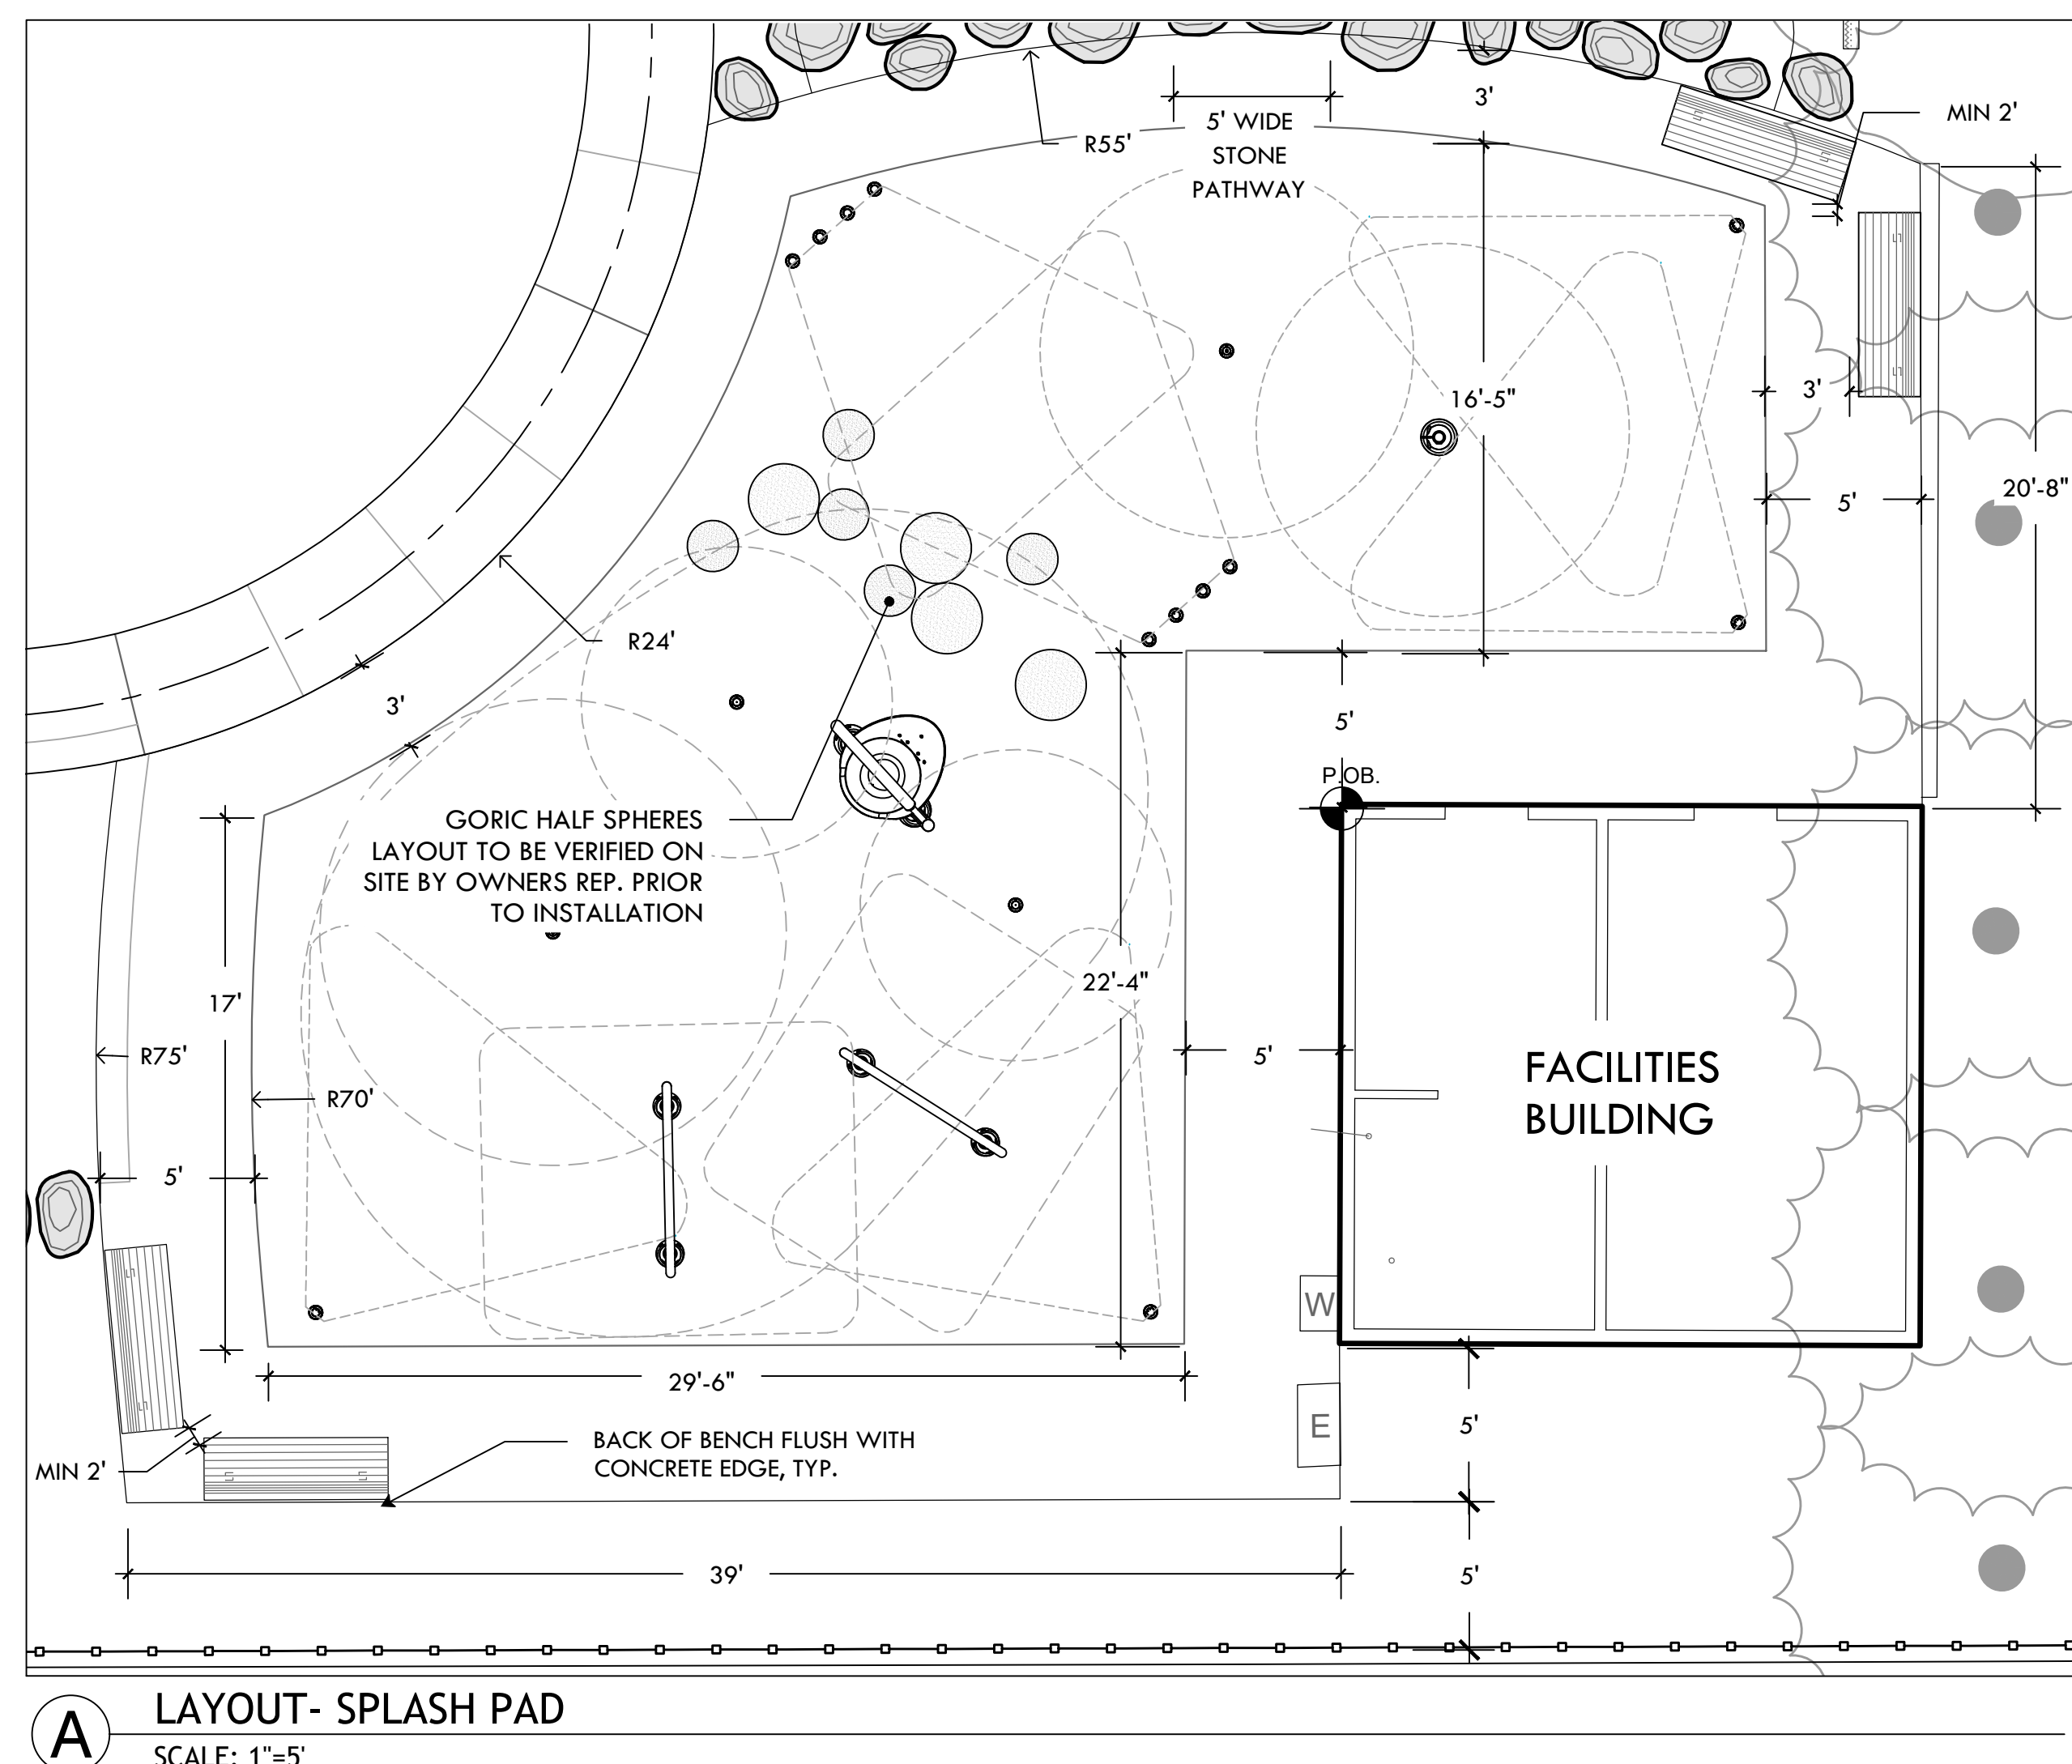 MIN 2'
3'
R55'
5' WIDE
STONE
PATHWAY
16'-5"
3'
5'
20'-8"
R24'
3'
5'
P.OB.
GORIC HALF SPHERES
LAYOUT TO BE VERIFIED ON
SITE BY OWNERS REP. PRIOR
TO INSTALLATION
22'-4"
17'
R75'
R70'
5'
5'
FACILITIES
BUILDING
W
29'-6"
E
5'
BACK OF BENCH FLUSH WITH
CONCRETE EDGE, TYP.
MIN 2'
39'
5'
A
LAYOUT- SPLASH PAD
SCALE: 1"=5'